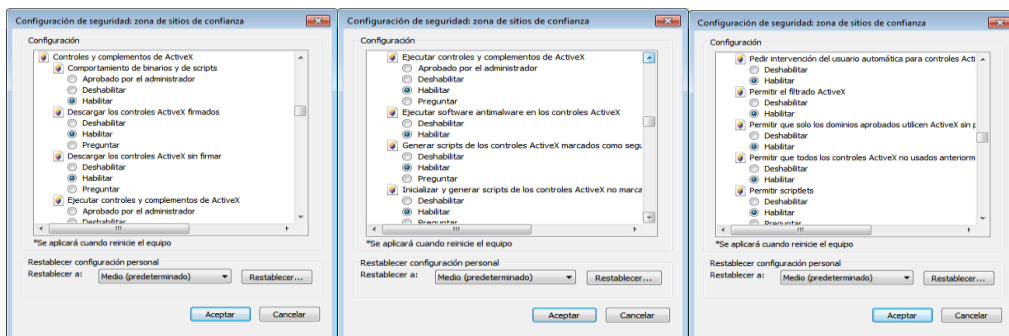 Configuración de seguridad: zona de sitios de confianza
Configuración
Controles y complementos de ActiveX
Comportamiento de binarios y de scripts
Aprobado por el administrador
Deshabilitar
Habilitar
Descargar los controles ActiveX firmados
Deshabilitar
Habilitar
Preguntar
Descargar los controles ActiveX sin firmar
Deshabilitar
Habilitar
Preguntar
Ejecutar controles y complementos de ActiveX
Aprobado por el administrador
Deshabilitar
*Se aplicará cuando reinicie el equipo
Restablecer configuración personal
Restablecer a:
Medio (predeterminado)
Restablecer...
Aceptar
Cancelar
Configuración de seguridad: zona de sitios de confianza
Configuración
Ejecutar controles y complementos de ActiveX
Aprobado por el administrador
Deshabilitar
Habilitar
Preguntar
Ejecutar software antimalware en los controles ActiveX
Deshabilitar
Habilitar
Generar scripts de los controles ActiveX marcados como segu
Deshabilitar
Habilitar
Preguntar
Inicializar y generar scripts de los controles ActiveX no marca
Deshabilitar
Habilitar
Preguntar
*Se aplicará cuando reinicie el equipo
Restablecer configuración personal
Restablecer a:
Medio (predeterminado)
Restablecer...
Aceptar
Cancelar
Configuración de seguridad: zona de sitios de confianza
Configuración
Pedir intervención del usuario automática para controles Acti
Deshabilitar
Habilitar
Permitir el filtrado ActiveX
Deshabilitar
Habilitar
Permitir que solo los dominios aprobados utilicen ActiveX sin p
Deshabilitar
Habilitar
Permitir que todos los controles ActiveX no usados anteriorm
Deshabilitar
Habilitar
Permitir scriptlets
Deshabilitar
Habilitar
Preguntar
*Se aplicará cuando reinicie el equipo
Restablecer configuración personal
Restablecer a:
Medio (predeterminado)
Restablecer...
Aceptar
Cancelar